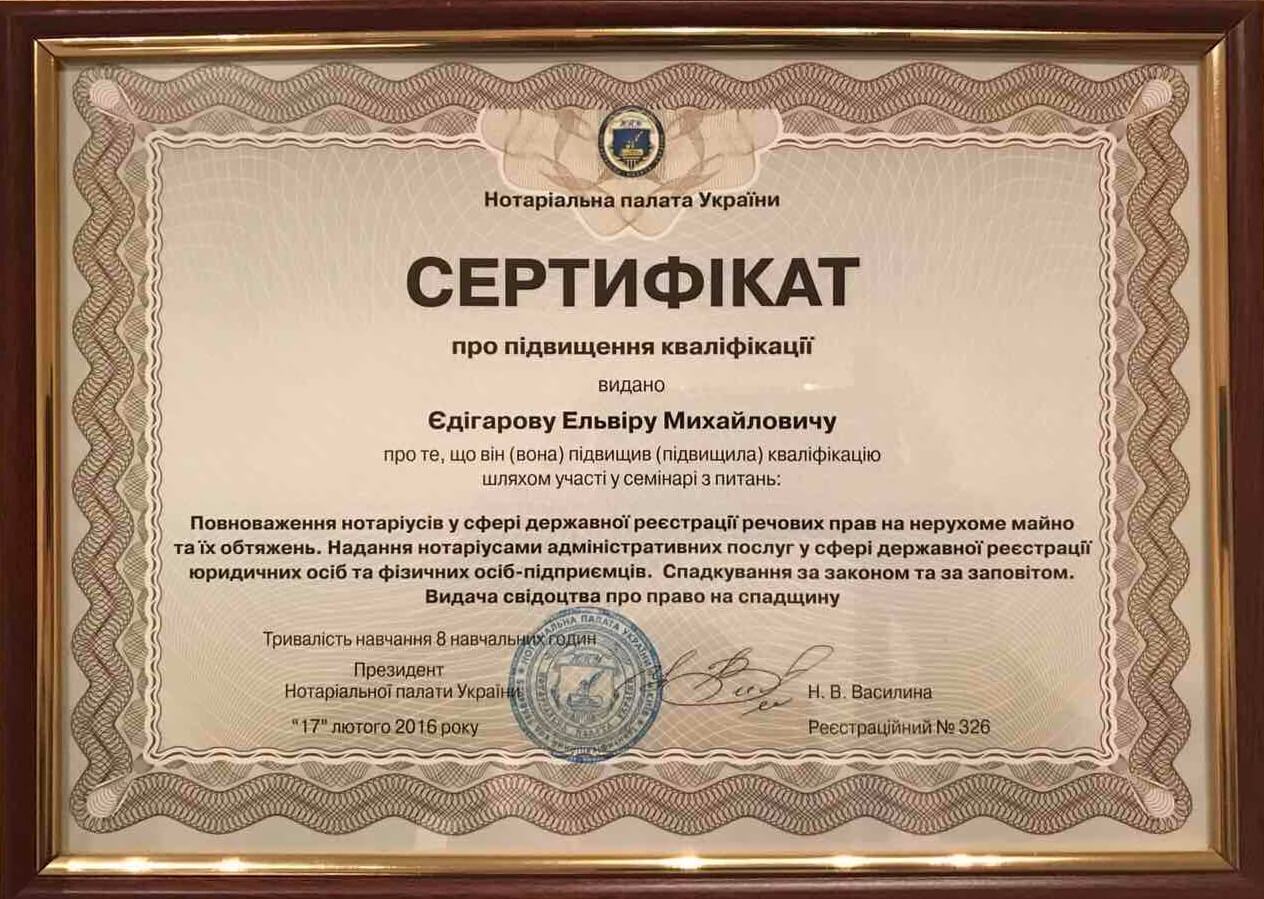 Нотаріальна палата України
СЕРТИФІКАТ
про підвищення кваліфікації
видано
Єдігарову Ельвіру Михайловичу
про те, що він (вона) підвищив (підвищила) кваліфікацію
шляхом участі у семінарі з питань:
Повноваження нотаріусів у сфері державної реєстрації речових прав на нерухоме майно
та їх обтяжень. Надання нотаріусами адміністративних послуг у сфері державної реєстрації
юридичних осіб та фізичних осіб-підприємців. Спадкування за законом та за заповітом.
Видача свідоцтва про право на спадщину
Тривалість навчання 8 навчальних годин
Президент
Нотаріальної палати України
Н. В. Василина
"17" лютого 2016 року
Реєстраційний № 326
НОТАРІАЛЬНА ПАЛАТА УКРАЇНИ